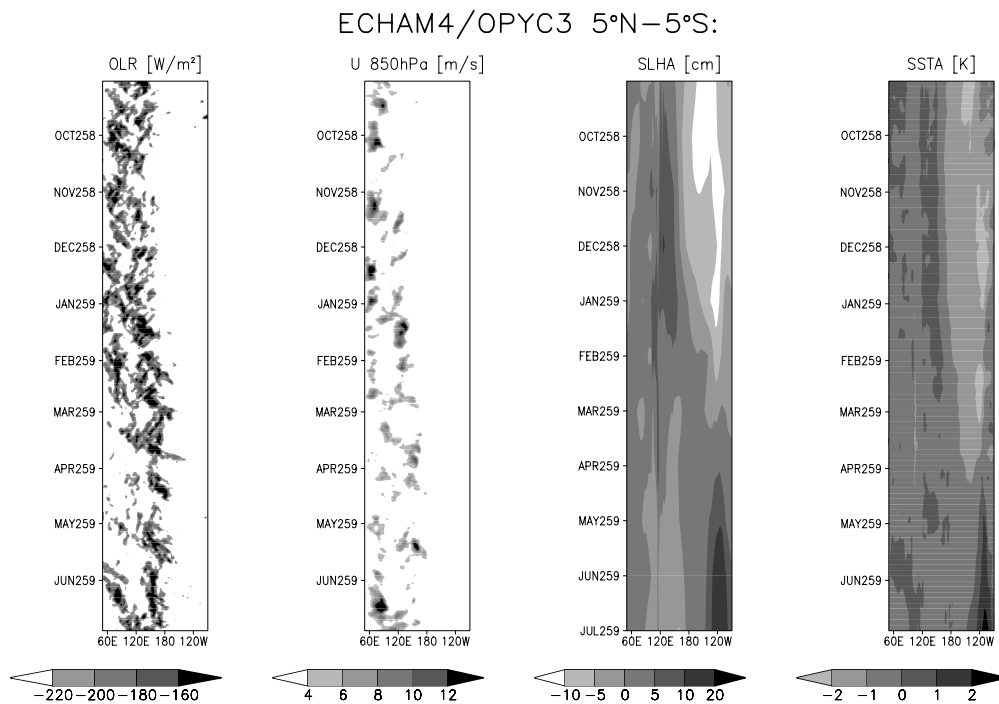 ECHAM4/OPYC3 5°N−5°S:
OLR [W/m²]
OCT258
NOV258
DEC258
JAN259
FEB259
MAR259
APR259
MAY259
JUN259
60E 120E 180 120W
−220 −200 −180 −160
U 850hPa [m/s]
OCT258
NOV258
DEC258
JAN259
FEB259
MAR259
APR259
MAY259
JUN259
60E 120E 180 120W
4 6 8 10 12
SLHA [cm]
OCT258
NOV258
DEC258
JAN259
FEB259
MAR259
APR259
MAY259
JUN259
JUL259
60E 120E 180 120W
−10 −5 0 5 10 20
SSTA [K]
OCT258
NOV258
DEC258
JAN259
FEB259
MAR259
APR259
MAY259
JUN259
60E 120E 180 120W
−2 −1 0 1 2